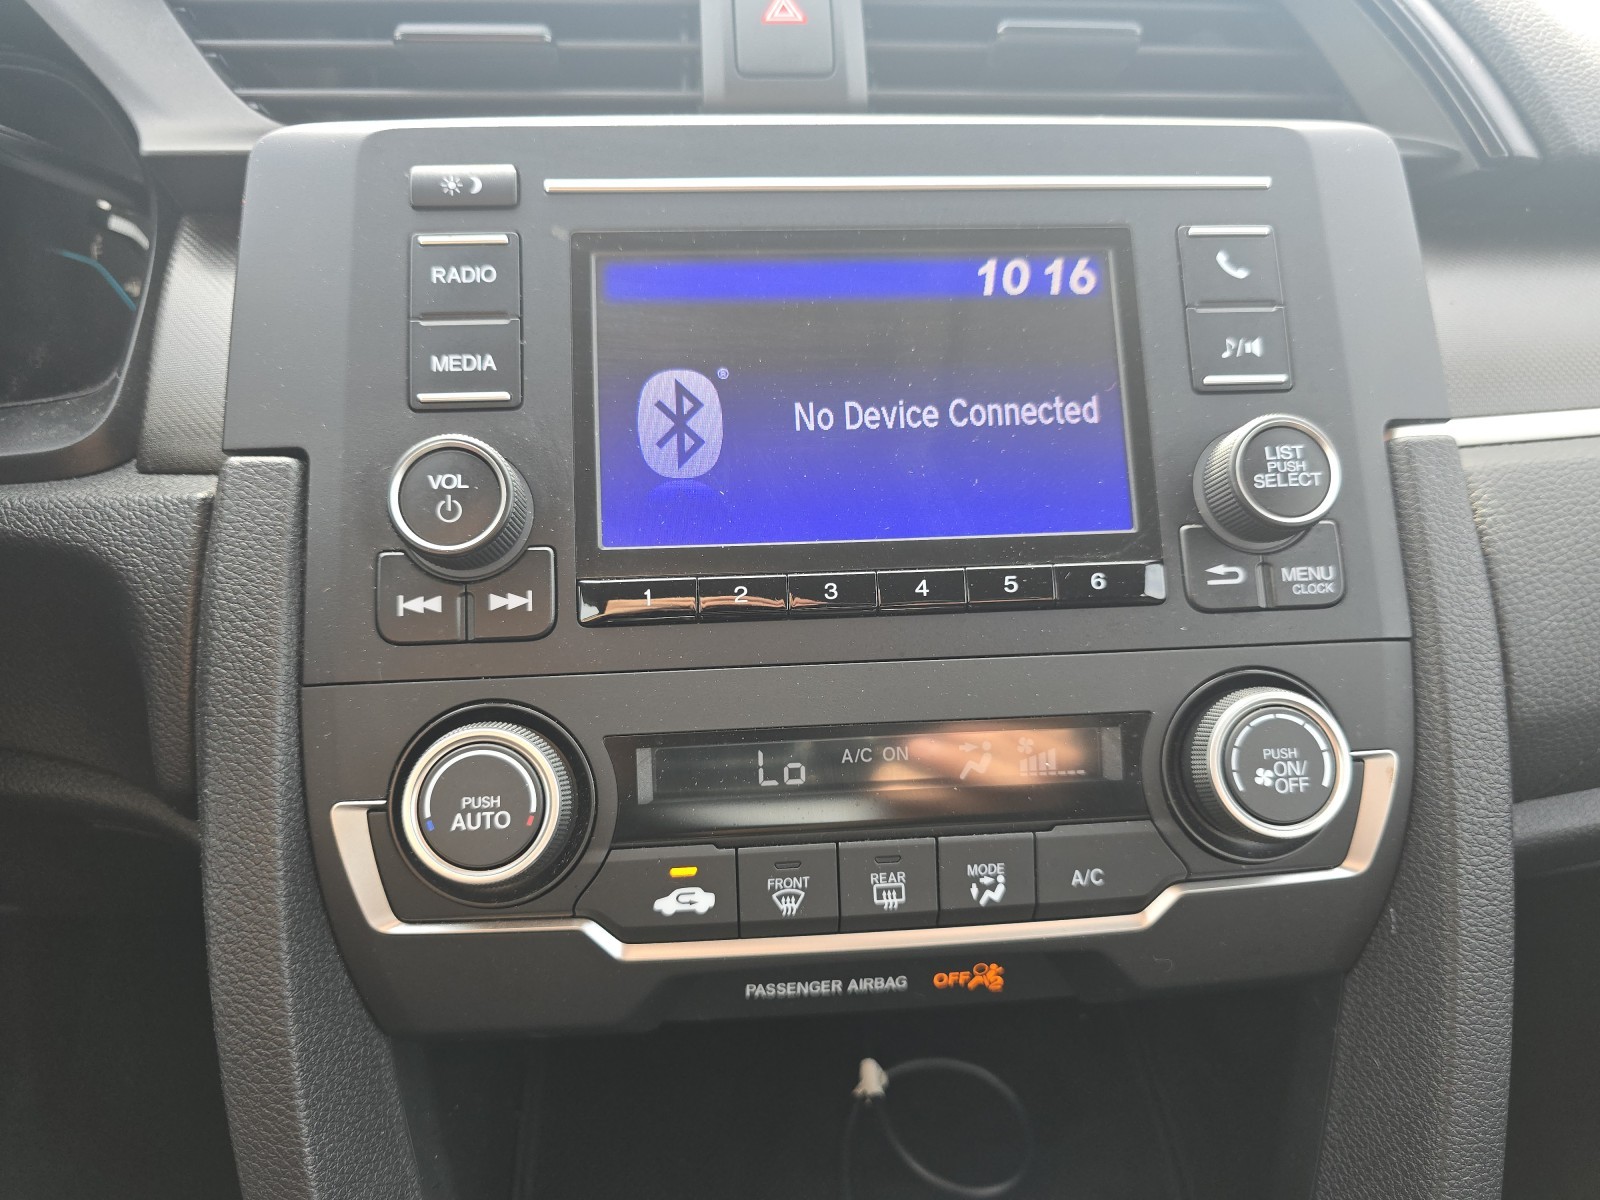 RADIO
MEDIA
VOL
10 16
®
No Device Connected
LIST
PUSH
SELECT
MENU
CLOCK
1 2 3 4 5 6
PUSH
AUTO
Lo
A/C ON
PUSH
ON/
OFF
FRONT
REAR
MODE
A/C
PASSENGER AIRBAG OFF